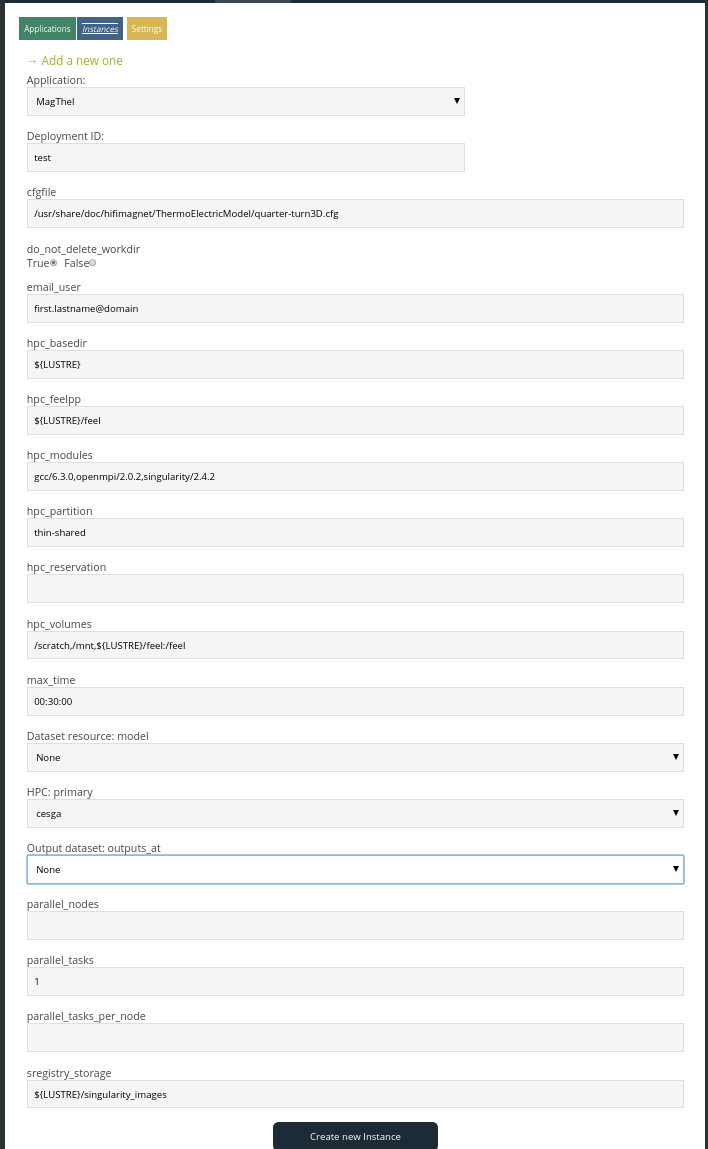 Applications Instances Settings
→ Add a new one
Application:
MagThel
Deployment ID:
test
cfgfile
/usr/share/doc/hifimagnet/ThermoElectricModel/quarter-turn3D.cfg
do_not_delete_workdir
True False
email_user
first.lastname@domain
hpc_basedir
${LUSTRE}
hpc_feelpp
${LUSTRE}/feel
hpc_modules
gcc/6.3.0,openmpi/2.0.2,singularity/2.4.2
hpc_partition
thin-shared
hpc_reservation
hpc_volumes
/scratch,/mnt,${LUSTRE}/feel:/feel
max_time
00:30:00
Dataset resource: model
None
HPC: primary
cesga
Output dataset: outputs_at
None
parallel_nodes
parallel_tasks
1
parallel_tasks_per_node
sregistry_storage
${LUSTRE}/singularity_images
Create new Instance